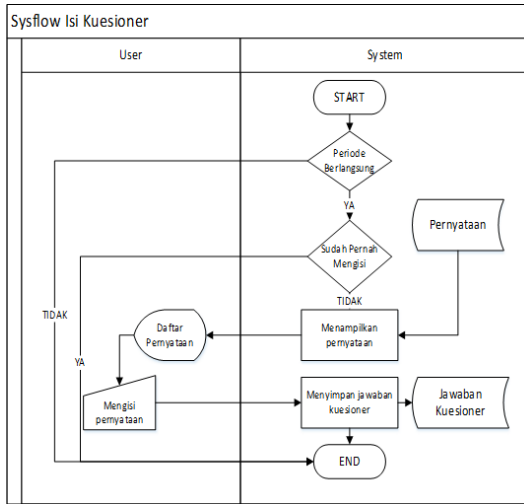 Sysflow Isi Kuesioner
User
System
START
Periode
Berlangsung
YA
Pernyataan
Sudah Pernah
Mengisi
TIDAK
TIDAK
Daftar
Pernyataan
Menampilkan
pernyataan
YA
Mengisi
pernyataan
Menyimpan jawaban
kuesioner
Jawaban
Kuesioner
END